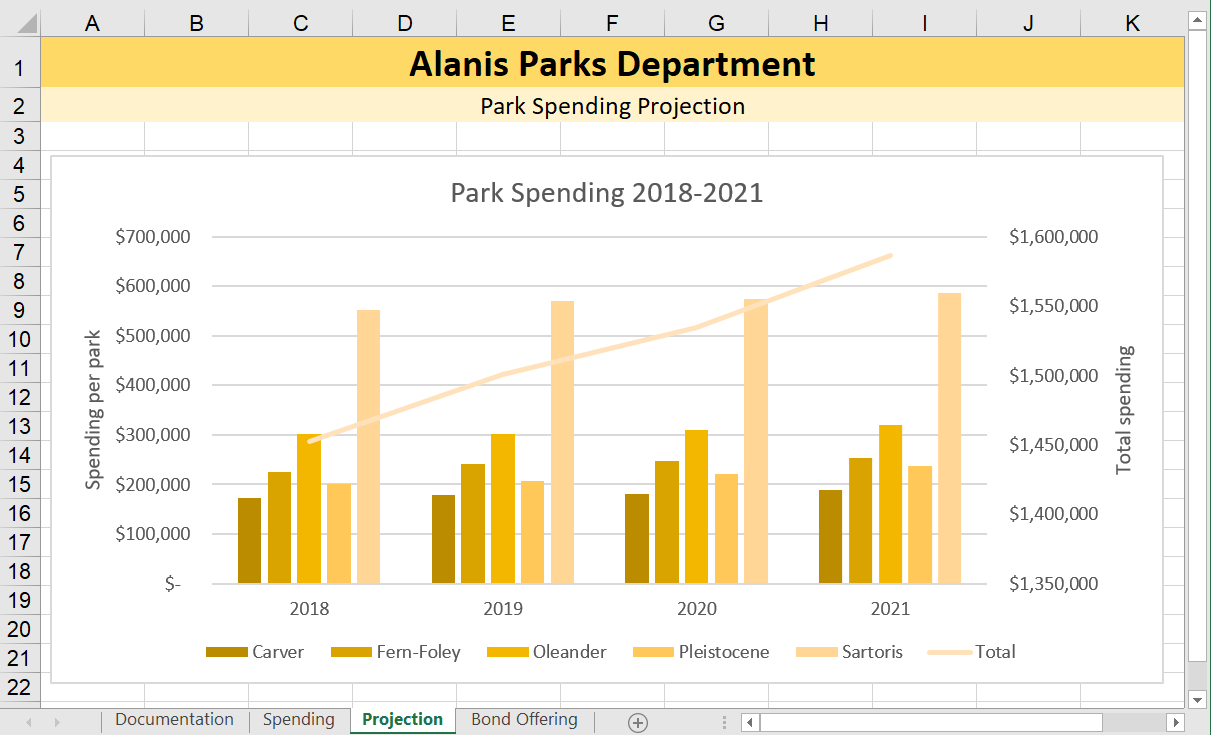 A B C D E F G H I J K
1 Alanis Parks Department
2 Park Spending Projection
3
4
5 Park Spending 2018-2021
6
7 $700,000 $1,600,000
8 $600,000
9 $1,550,000
10 $500,000
11 $400,000 $1,500,000
12
13 $300,000
14 $1,450,000
15 $200,000
16 $1,400,000
17 $100,000
18
19 $- $1,350,000
Spending per park
Total spending
20 2018 2019 2020 2021
21 Carver Fern-Foley Oleander Pleistocene Sartoris Total
22
Documentation Spending Projection Bond Offering